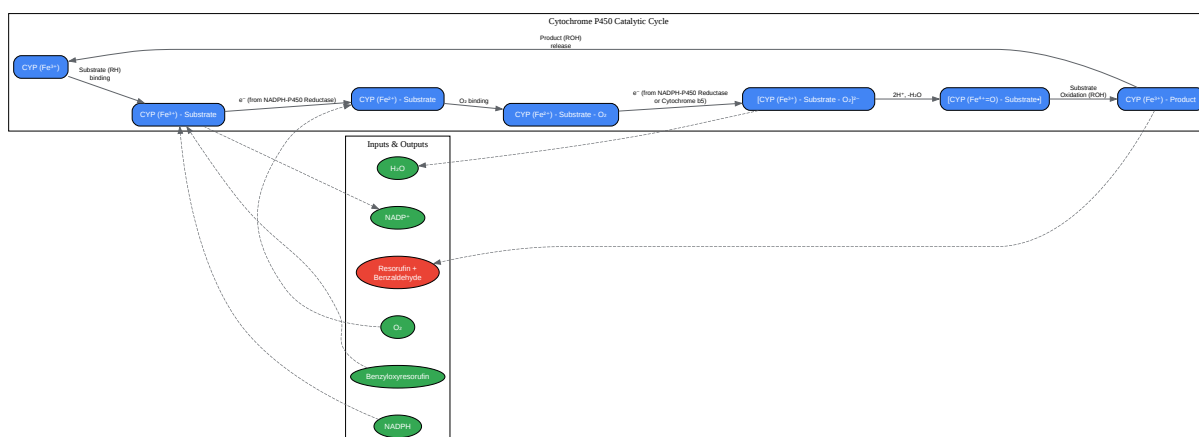 Cytochrome P450 Catalytic Cycle
Product (ROH)
release
CYP (Fe³⁺)
Substrate (RH)
binding
CYP (Fe³⁺) - Substrate
e⁻ (from NADPH-P450 Reductase)
CYP (Fe²⁺) - Substrate
O₂ binding
CYP (Fe²⁺) - Substrate - O₂
e⁻ (from NADPH-P450 Reductase
or Cytochrome b5)
[CYP (Fe³⁺) - Substrate - O₂]²⁻
2H⁺, -H₂O
[CYP (Fe⁴⁺=O) - Substrate•]
Substrate
Oxidation (ROH)
CYP (Fe³⁺) - Product
Inputs & Outputs
H₂O
NADP⁺
Resorufin +
Benzaldehyde
O₂
Benzyloxyresorufin
NADPH